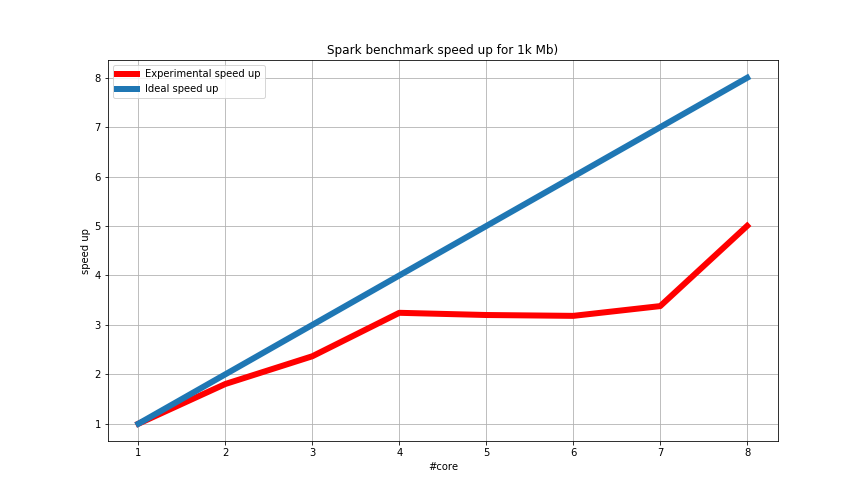 Spark benchmark speed up for 1k Mb)
Experimental speed up
Ideal speed up
8
7
6
5
4
3
2
1
speed up
1 2 3 4 5 6 7 8
#core